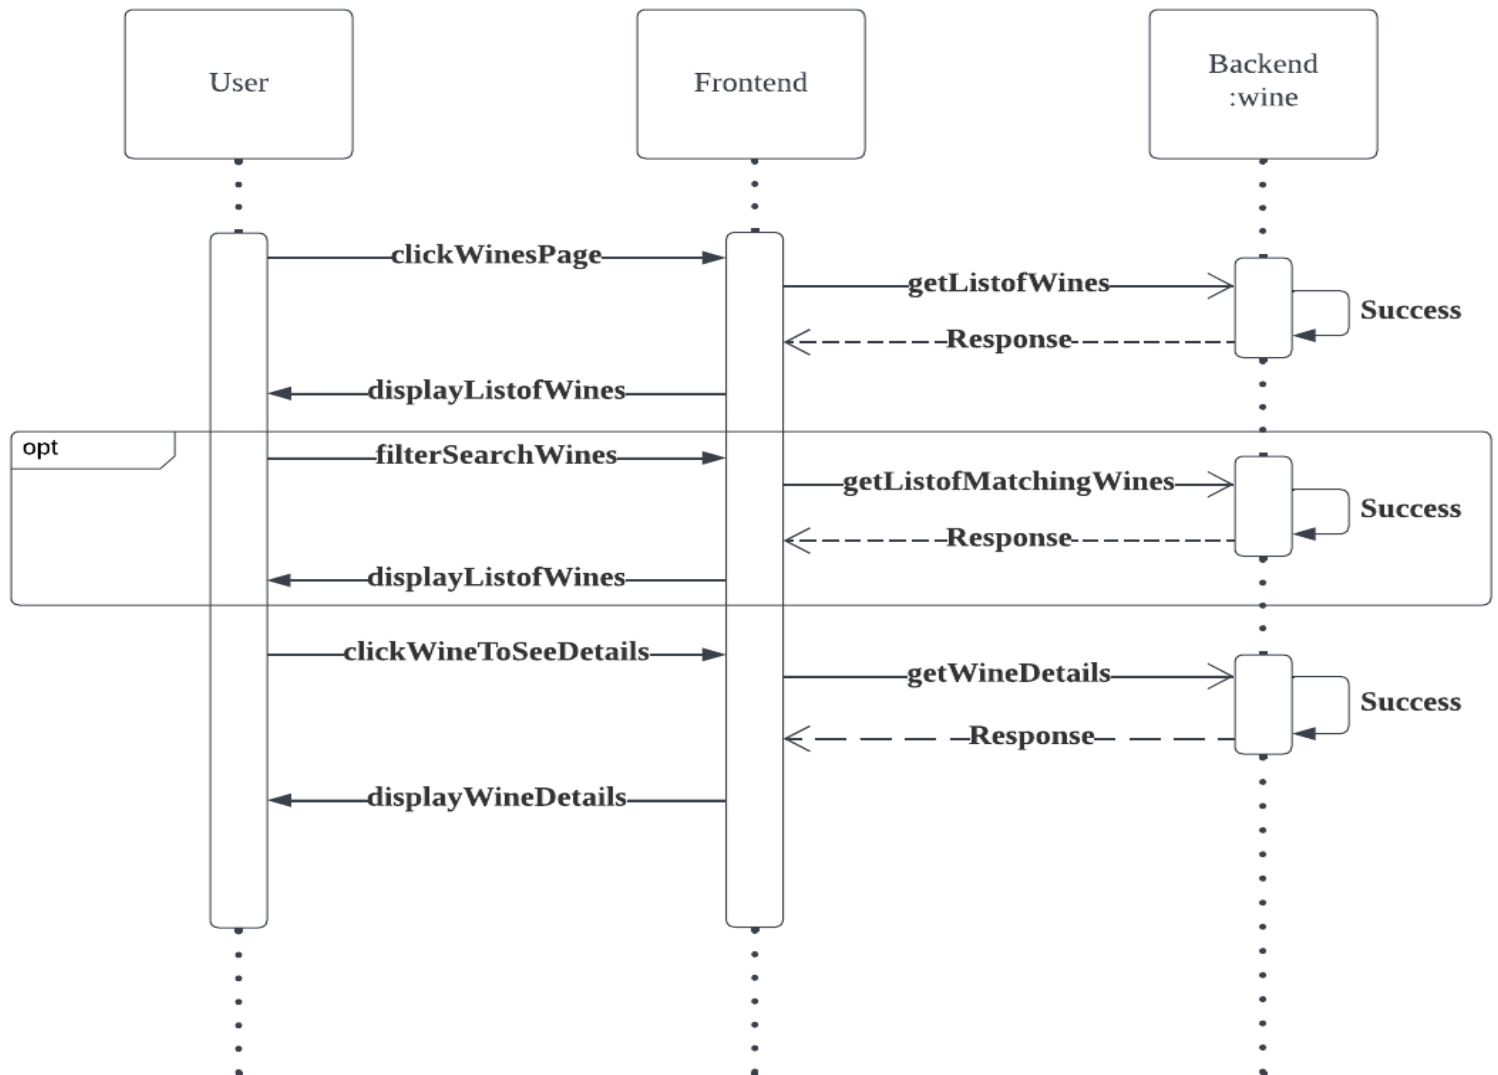 User
Frontend
Backend
:wine
clickWinesPage
getListofWines
Success
Response
displayListofWines
opt
filterSearchWines
getListofMatchingWines
Success
Response
displayListofWines
clickWineToSeeDetails
getWineDetails
Success
Response
displayWineDetails